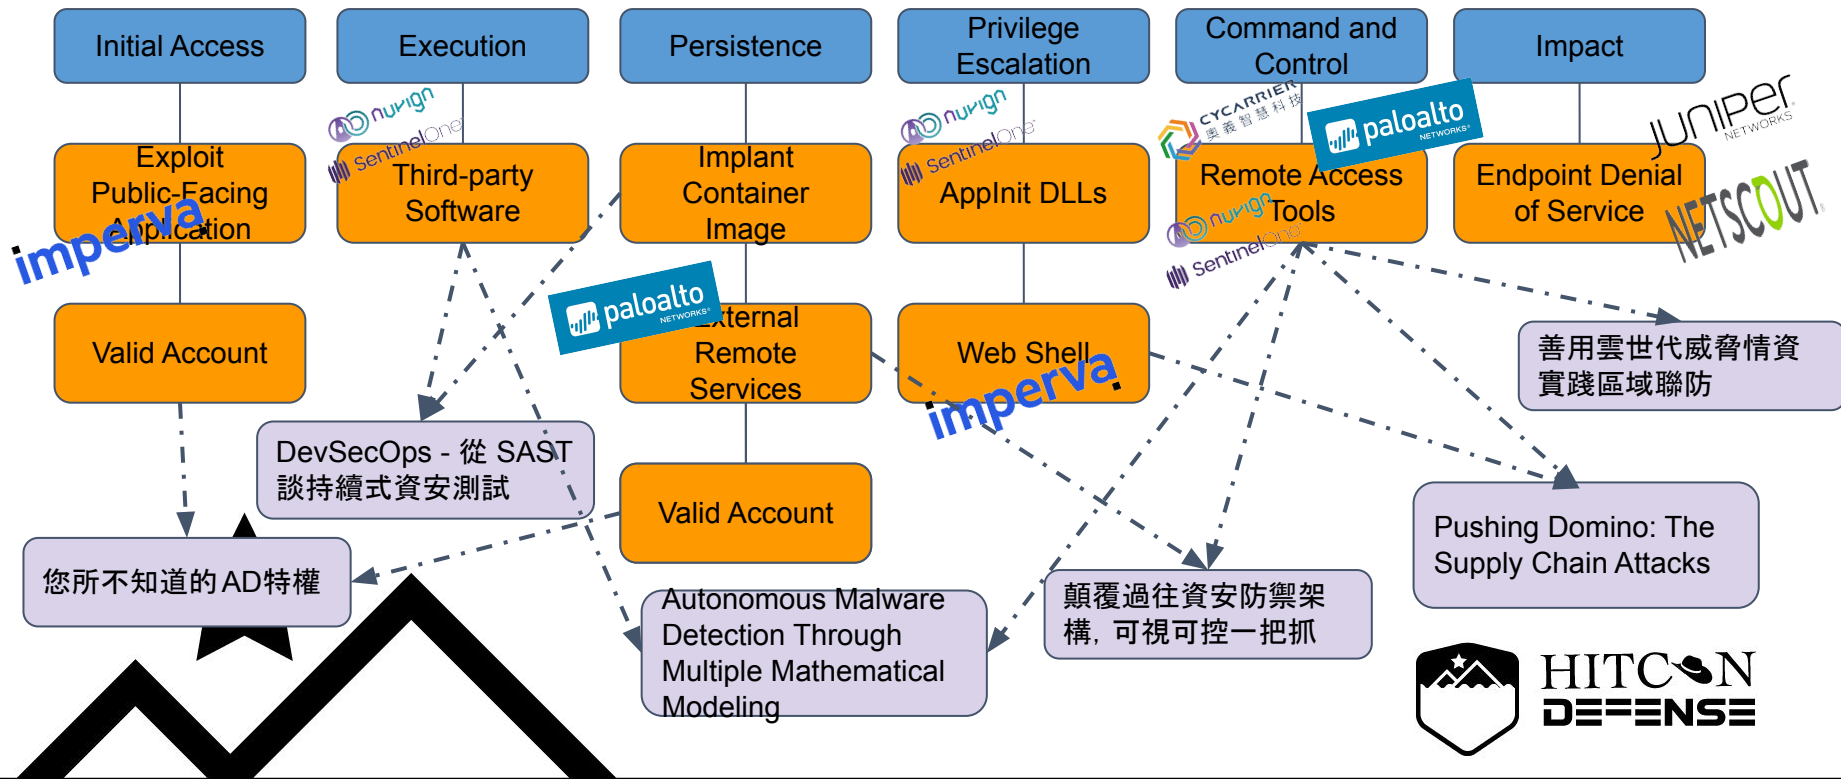 Initial Access
Execution
Persistence
Privilege
Escalation
Command and
Control
Impact
nuvign
SentinelOne
nuvign
SentinelOne
CYCARRIER
奧義智慧科技
paloalto
NETWORKS
JUNIPER
NETWORKS
Exploit
Public-Facing
Application
imperva
Third-party
Software
Implant
Container
Image
AppInit DLLs
Remote Access
Tools
nuvign
SentinelOne
Endpoint Denial
of Service
NETSCOUT
Valid Account
paloalto
NETWORKS
External
Remote
Services
Web Shell
imperva
善用雲世代威脅情資
實踐區域聯防
DevSecOps - 從 SAST
談持續式資安測試
Valid Account
Pushing Domino: The
Supply Chain Attacks
您所不知道的AD特權
Autonomous Malware
Detection Through
Multiple Mathematical
Modeling
顛覆過往資安防禦架
構, 可視可控一把抓
HITCON
DEFENSE